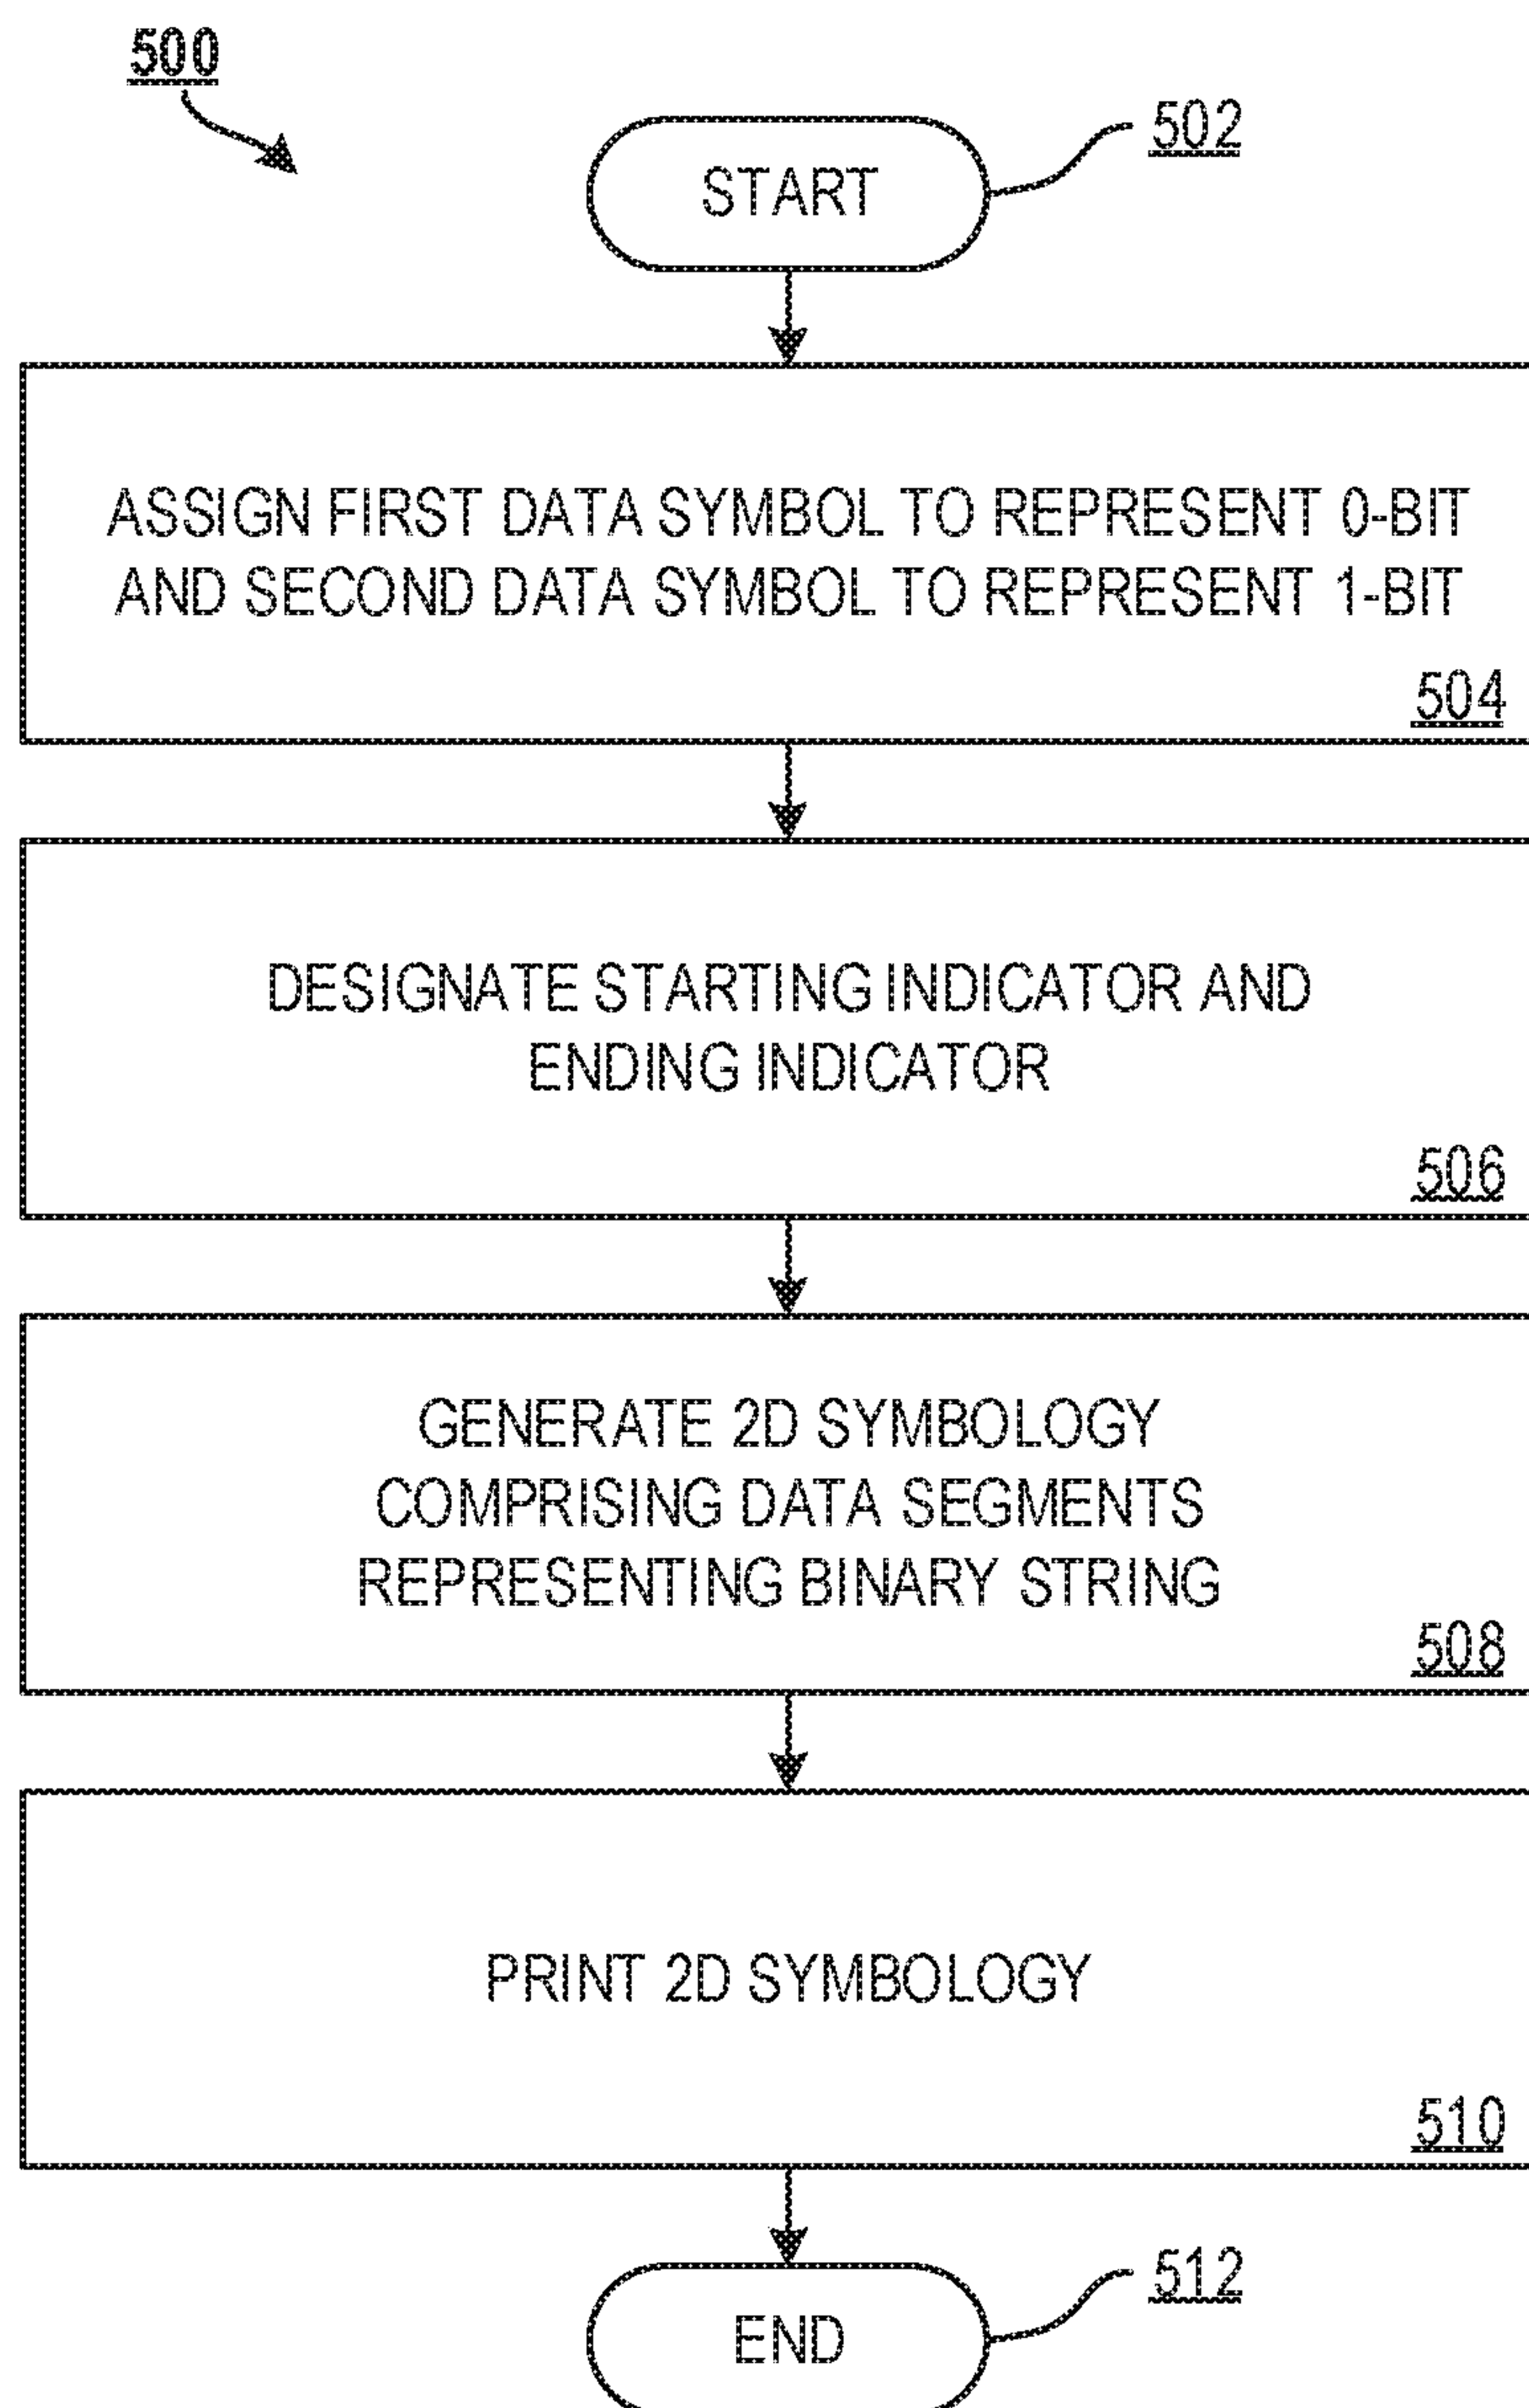 500
502
START
ASSIGN FIRST DATA SYMBOL TO REPRESENT 0-BIT
AND SECOND DATA SYMBOL TO REPRESENT 1-BIT
504
DESIGNATE STARTING INDICATOR AND
ENDING INDICATOR
506
GENERATE 2D SYMBOLOGY
COMPRISING DATA SEGMENTS
REPRESENTING BINARY STRING
508
PRINT 2D SYMBOLOGY
510
512
END